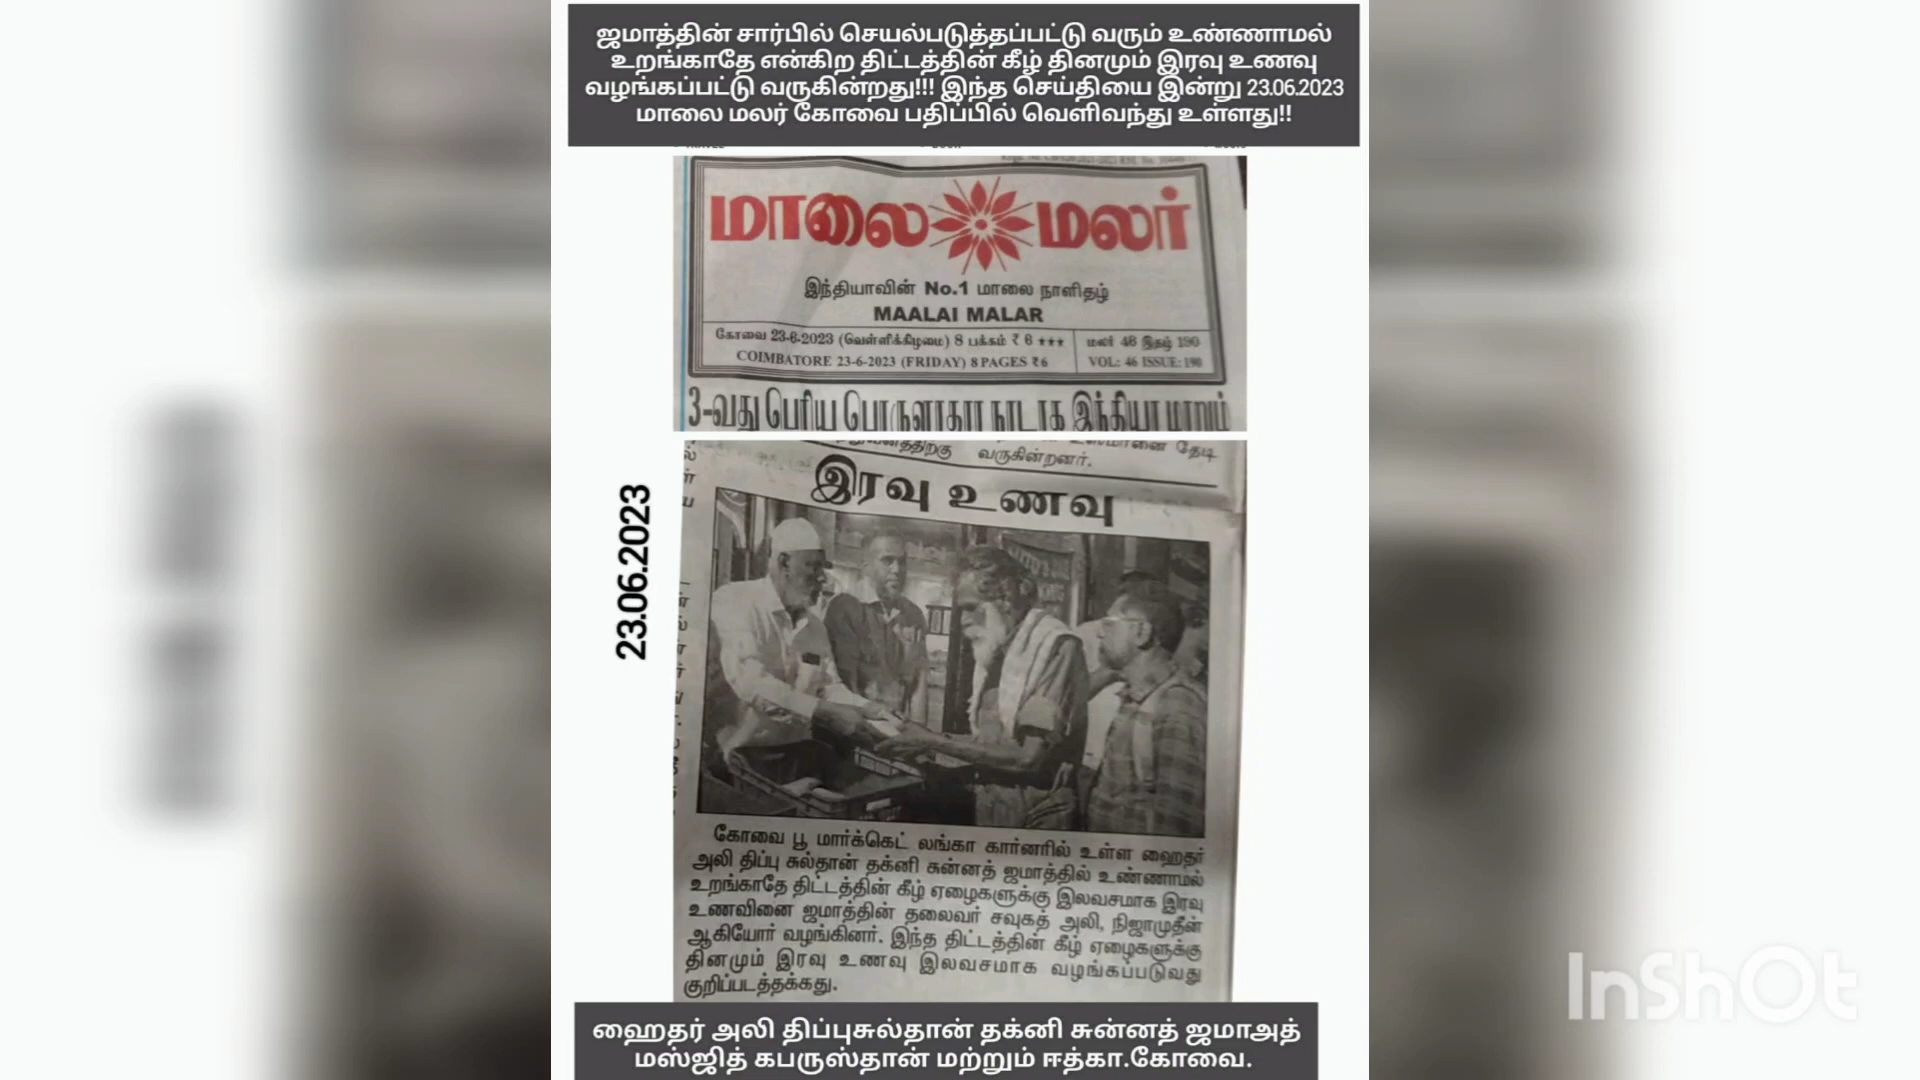 ஜமாத்தின் சார்பில் செயல்படுத்தப்பட்டு வரும் உண்ணாமல்
உறங்காதே என்கிற திட்டத்தின் கீழ் தினமும் இரவு உணவு
வழங்கப்பட்டு வருகின்றது!!! இந்த செய்தியை இன்று 23.06.2023
மாலை மலர் கோவை பதிப்பில் வெளிவந்து உள்ளது!!
மாலை மலர்
இந்தியாவின் No.1 மாலை நாளிதழ்
MAALAI MALAR
கோவை 23-6-2023 (வெள்ளிக்கிழமை) 8 பக்கம் ₹ 6 ★★★
மலர் 46 இதழ் 190
COIMBATORE 23-6-2023 (FRIDAY) 8 PAGES ₹6
VOL: 46 ISSUE: 190
3-வது பெரிய பொருளாதார நாடாக இந்தியா மாறும்
தேடி
வருகின்றனர்.
23.06.2023
இரவு உணவு
கோவை பூ மார்க்கெட் லங்கா கார்னரில் உள்ள ஹைதர்
அலி திப்பு சுல்தான் தக்னி சுன்னத் ஜமாத்தில் உண்ணாமல்
உறங்காதே திட்டத்தின் கீழ் ஏழைகளுக்கு இலவசமாக இரவு
உணவினை ஜமாத்தின் தலைவர் சவுகத் அலி, நிஜாமுதீன்
ஆகியோர் வழங்கினர். இந்த திட்டத்தின் கீழ் ஏழைகளுக்கு
தினமும் இரவு உணவு இலவசமாக வழங்கப்படுவது
குறிப்படத்தக்கது.
ஹைதர் அலி திப்புசுல்தான் தக்னி சுன்னத் ஜமாஅத்
மஸ்ஜித் கபருஸ்தான் மற்றும் ஈத்கா.கோவை.
InShOt